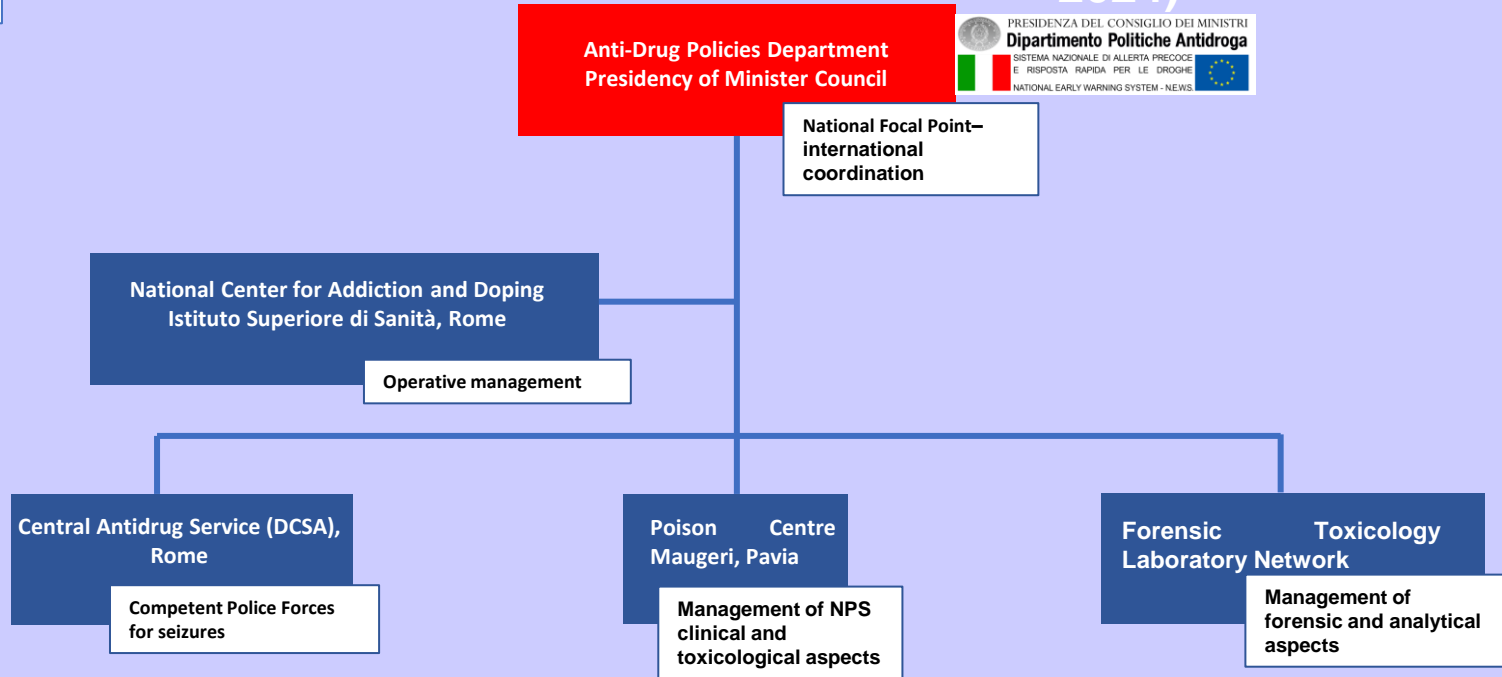 Anti-Drug Policies Department
Presidency of Minister Council
PRESIDENZA DEL CONSIGLIO DEI MINISTRI
Dipartimento Politiche Antidroga
SISTEMA NAZIONALE DI ALLERTA PRECOCE
E RISPOSTA RAPIDA PER LE DROGHE
NATIONAL EARLY WARNING SYSTEM - N.E.W.S.
National Focal Point–
international
coordination
National Center for Addiction and Doping
Istituto Superiore di Sanità, Rome
Operative management
Central Antidrug Service (DCSA),
Rome
Competent Police Forces
for seizures
Poison Centre
Maugeri, Pavia
Management of NPS
clinical and
toxicological aspects
Forensic Toxicology
Laboratory Network
Management of
forensic and analytical
aspects